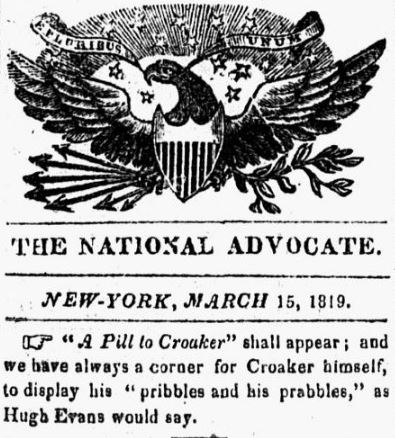 E PLURIBUS UNUM
THE NATIONAL ADVOCATE.
NEW-YORK, MARCH 15, 1819.
☞ "A Pill to Croaker" shall appear; and
we have always a corner for Croaker himself,
to display his "pribbles and his prabbles," as
Hugh Evans would say.